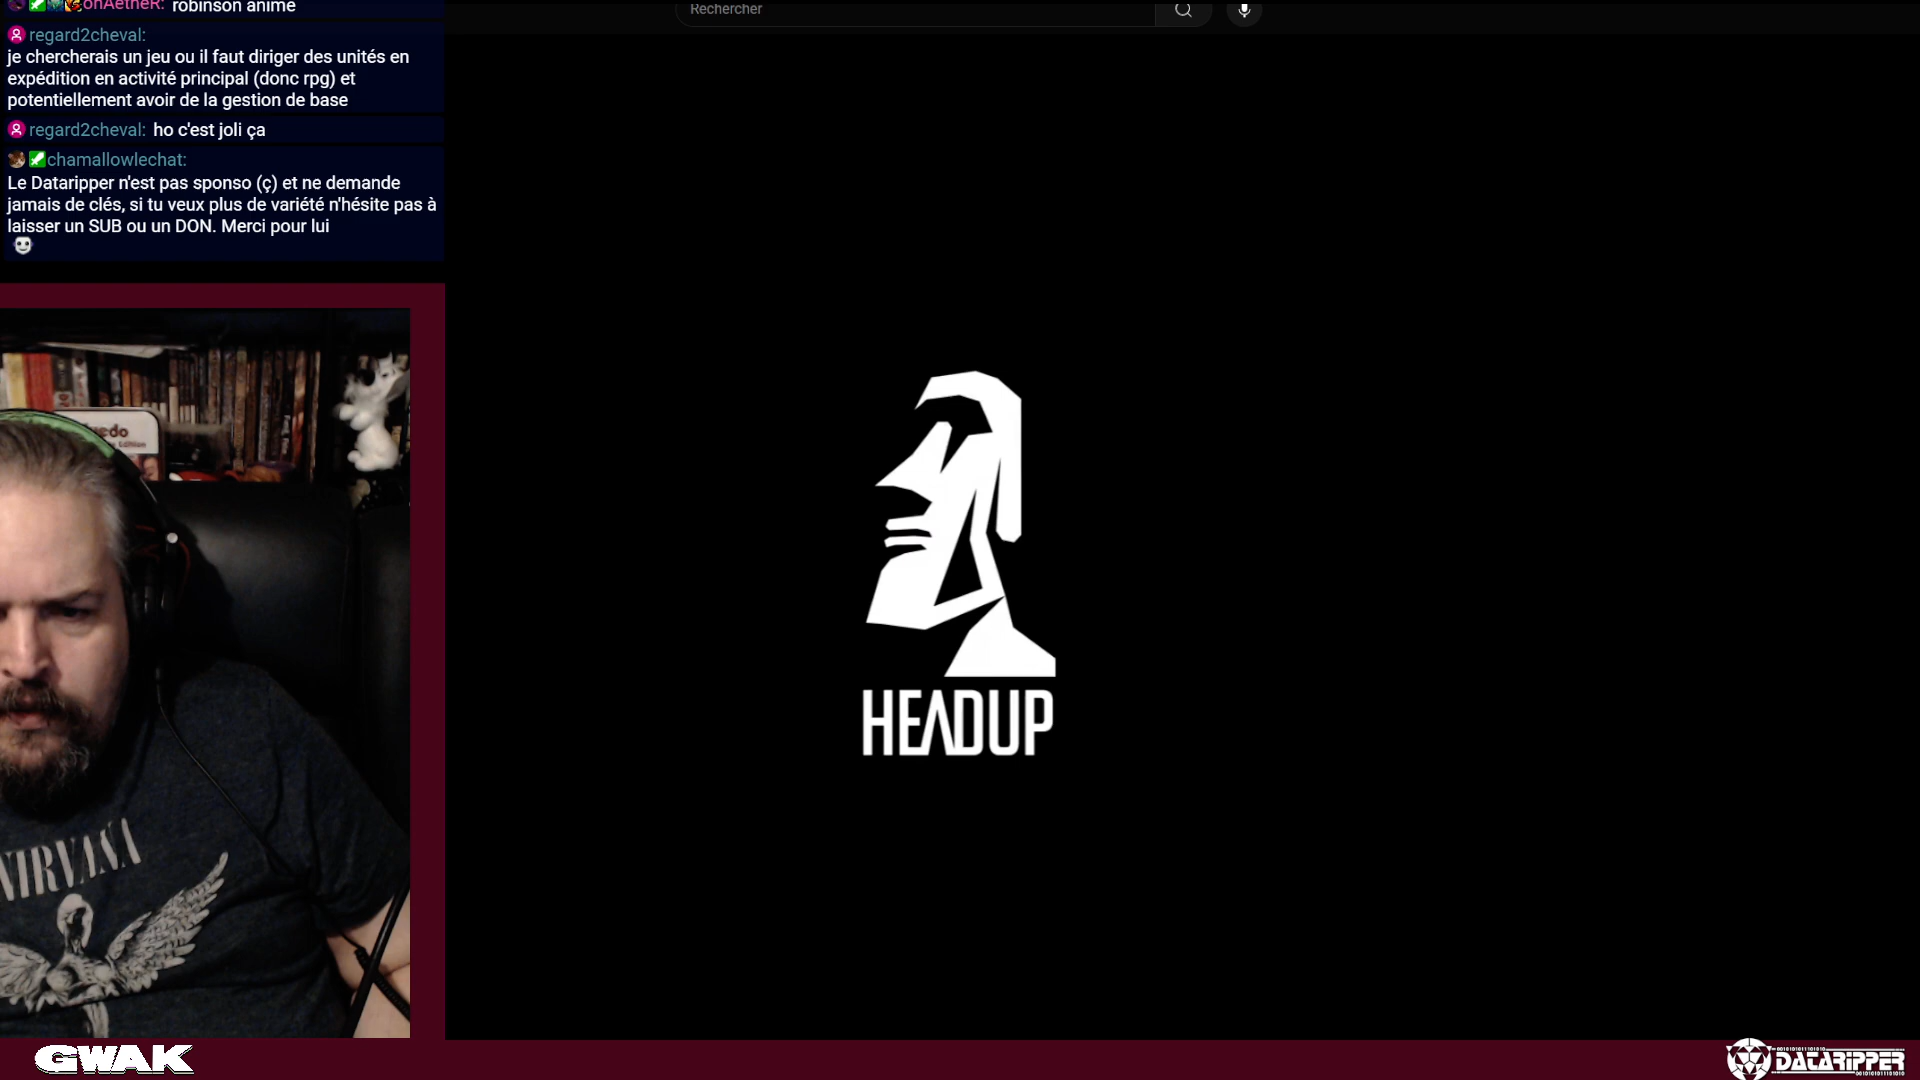 onAetheR: robinson anime
regard2cheval:
je chercherais un jeu ou il faut diriger des unités en
expédition en activité principal (donc rpg) et
potentiellement avoir de la gestion de base
regard2cheval: ho c'est joli ça
chamallowlechat:
Le Dataripper n'est pas sponso (ç) et ne demande
jamais de clés, si tu veux plus de variété n'hésite pas à
laisser un SUB ou un DON. Merci pour lui
Rechercher
HEADUP
NIRVANA
GWAK
DATARIPPER